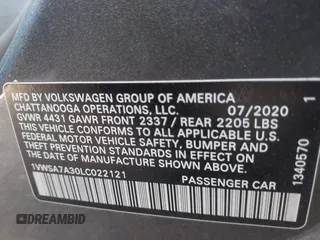 MFD BY VOLKSWAGEN GROUP OF AMERICA
CHATTANOOGA OPERATIONS, LLC. 07/2020
GVWR 4431 GAWR FRONT 2337 / REAR 2205 LBS
THIS VEHICLE CONFORMS TO ALL APPLICABLE U.S.
FEDERAL MOTOR VEHICLE SAFETY, BUMPER AND
THEFT PREVENTION STANDARDS IN EFFECT ON
THE DATE OF MANUFACTURE SHOWN ABOVE.
1VWSA7A30LC022121 PASSENGER CAR
1340570
DREAMBID